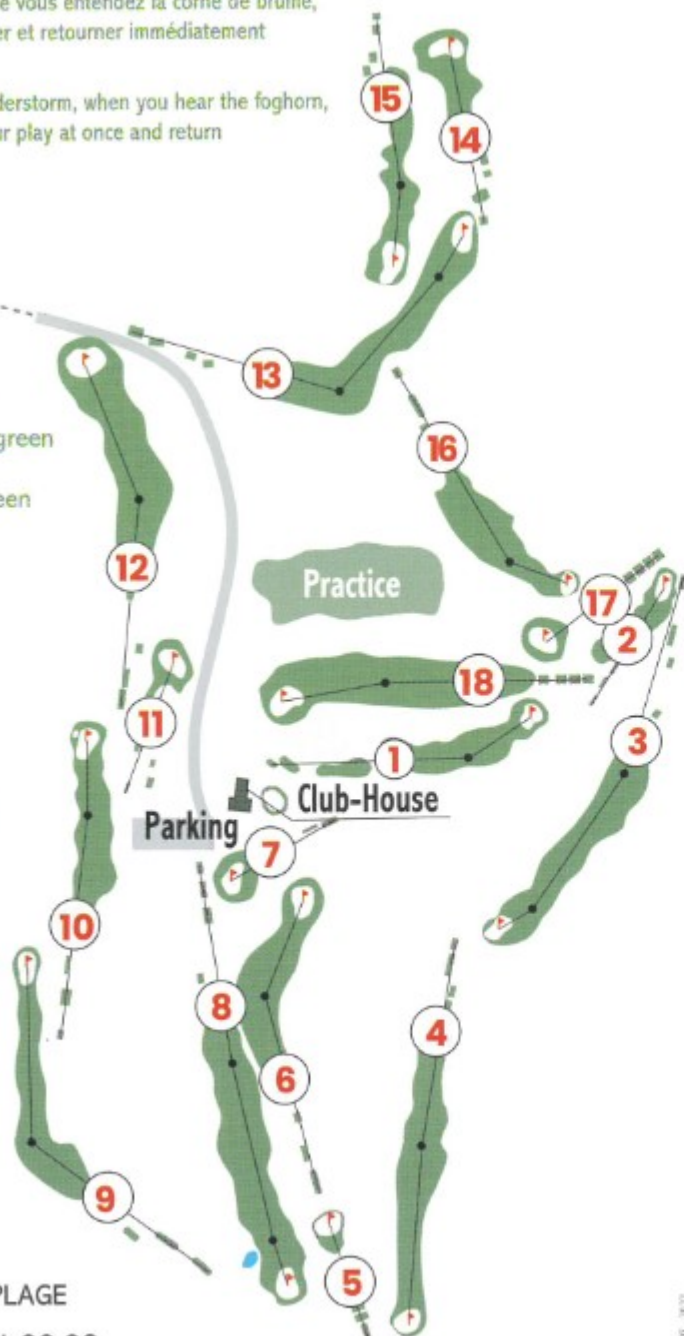 vous entendez la corne de brume,
er et retourner immédiatement
derstorm, when you hear the foghorn,
ur play at once and return
15
14
13
green
16
een
12
Practice
17
2
18
11
3
1
Club-House
Parking
7
10
8
4
6
9
5
PLAGE